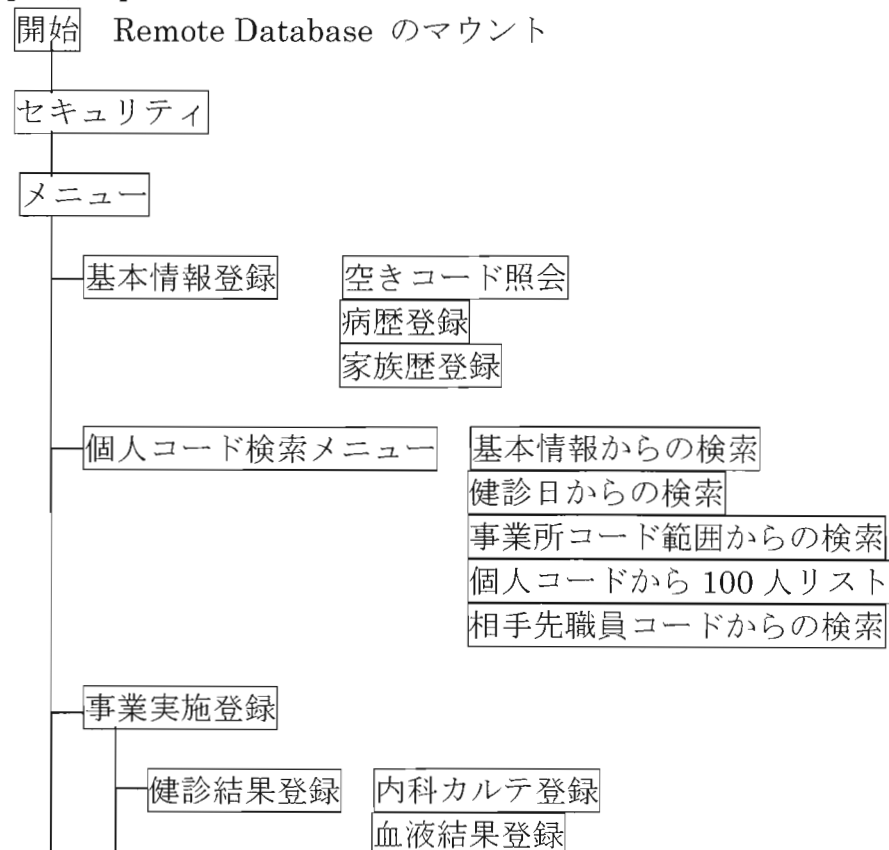 開始 Remote Database のマウント
セキュリティ
メニュー
基本情報登録 空きコード照会
病歴登録
家族歴登録
個人コード検索メニュー 基本情報からの検索
健診日からの検索
事業所コード範囲からの検索
個人コードから 100 人リスト
相手先職員コードからの検索
事業実施登録
健診結果登録 内科カルテ登録
血液結果登録